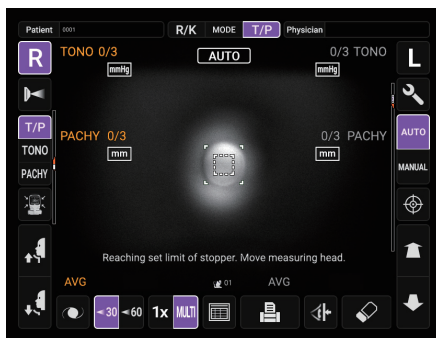 Patient 0001 R/K MODE T/P Physician
R TONO 0/3 AUTO 0/3 TONO L
mmHg mmHg
T/P PACHY 0/3 0/3 PACHY AUTO
TONO mm mm
PACHY MANUAL
Reaching set limit of stopper. Move measuring head.
AVG 01 AVG
<30 <60 1x MULTI